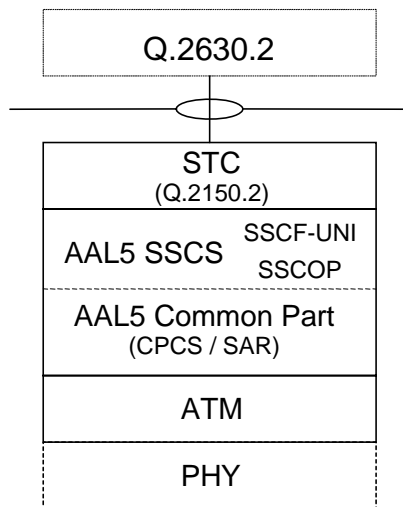 Q.2630.2
STC
(Q.2150.2)
AAL5 SSCS
SSCF-UNI
SSCOP
AAL5 Common Part
(CPCS / SAR)
ATM
PHY